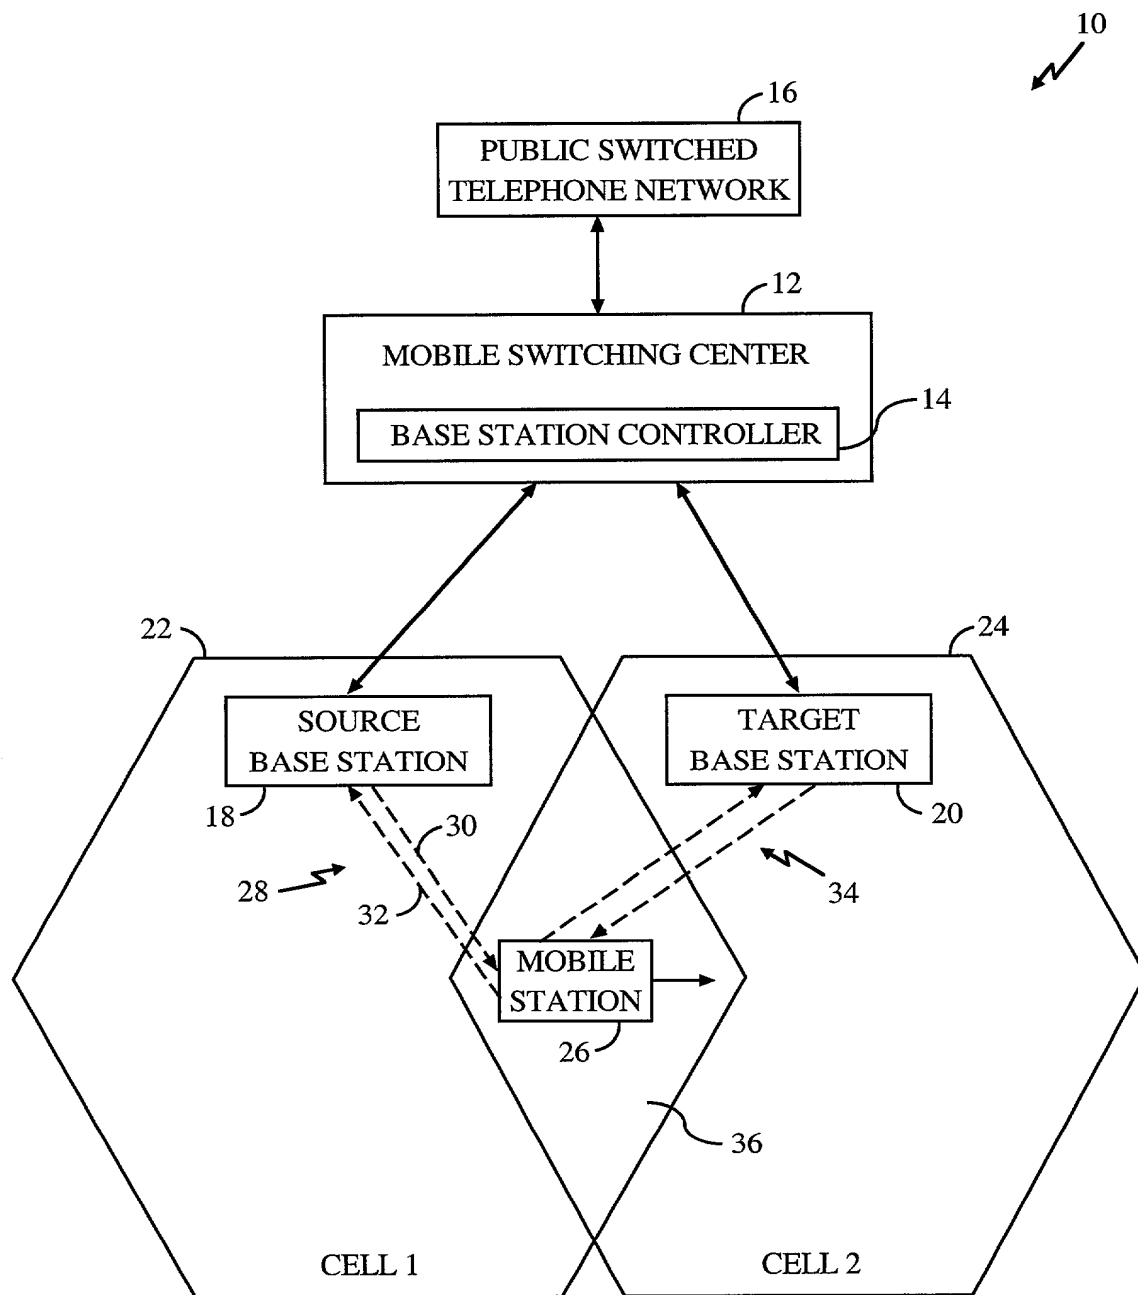 10
16
PUBLIC SWITCHED
TELEPHONE NETWORK
12
MOBILE SWITCHING CENTER
14
BASE STATION CONTROLLER
22
24
SOURCE
BASE STATION
TARGET
BASE STATION
18
30
20
28
32
34
MOBILE
STATION
26
36
CELL 1
CELL 2